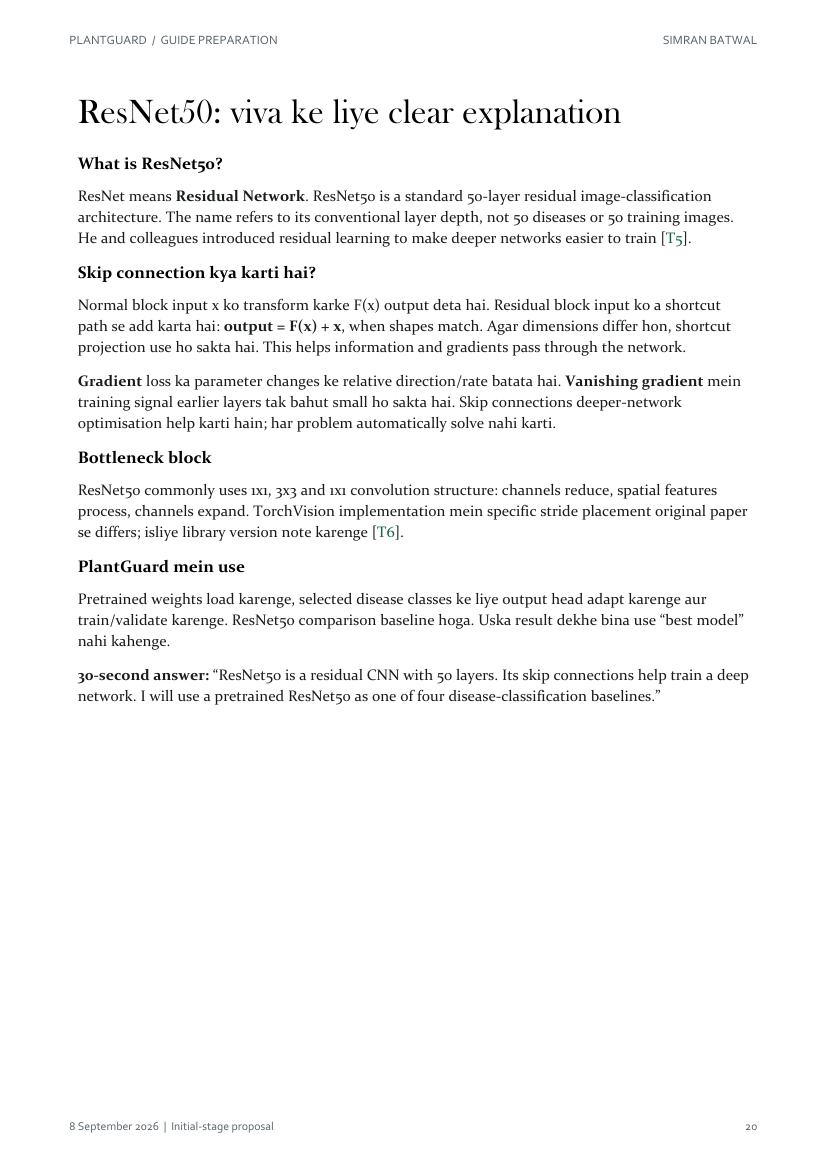 PLANTGUARD / GUIDE PREPARATION
SIMRAN BATWAL
ResNet50: viva ke liye clear explanation
What is ResNet50?
ResNet means Residual Network. ResNet50 is a standard 50-layer residual image-classification
architecture. The name refers to its conventional layer depth, not 50 diseases or 50 training images.
He and colleagues introduced residual learning to make deeper networks easier to train [T5].
Skip connection kya karti hai?
Normal block input x ko transform karke F(x) output deta hai. Residual block input ko a shortcut
path se add karta hai: output = F(x) + x, when shapes match. Agar dimensions differ hon, shortcut
projection use ho sakta hai. This helps information and gradients pass through the network.
Gradient loss ka parameter changes ke relative direction/rate batata hai. Vanishing gradient mein
training signal earlier layers tak bahut small ho sakta hai. Skip connections deeper-network
optimisation help karti hain; har problem automatically solve nahi karti.
Bottleneck block
ResNet50 commonly uses 1x1, 3x3 and 1x1 convolution structure: channels reduce, spatial features
process, channels expand. TorchVision implementation mein specific stride placement original paper
se differs; isliye library version note karenge [T6].
PlantGuard mein use
Pretrained weights load karenge, selected disease classes ke liye output head adapt karenge aur
train/validate karenge. ResNet50 comparison baseline hoga. Uska result dekhe bina use “best model”
nahi kahenge.
30-second answer: “ResNet50 is a residual CNN with 50 layers. Its skip connections help train a deep
network. I will use a pretrained ResNet50 as one of four disease-classification baselines.”
8 September 2026 | Initial-stage proposal
20